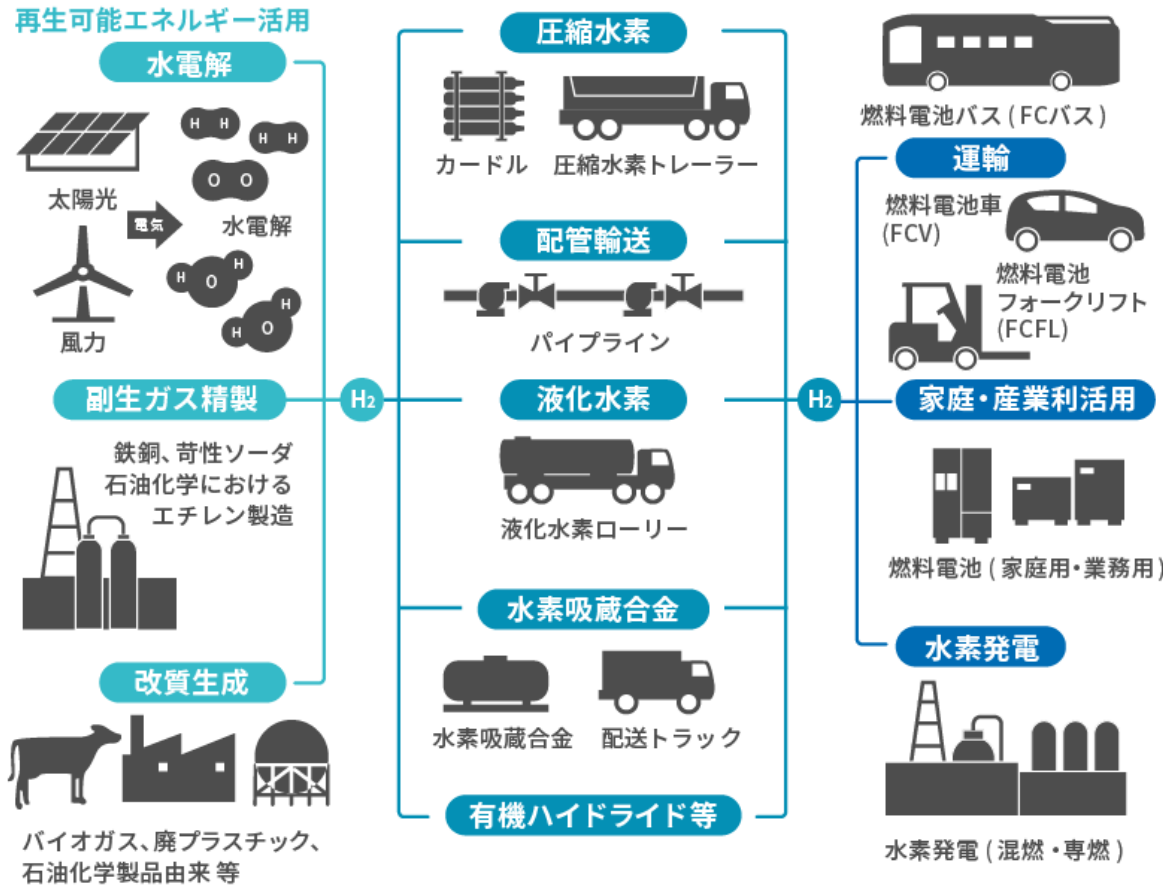 再生可能エネルギー活用
水電解
H H
H H
O O
太陽光
電気
水電解
H O H
H O H
風力
副生ガス精製
鉄銅、苛性ソーダ
石油化学における
エチレン製造
改質生成
バイオガス、廃プラスチック、
石油化学製品由来 等
H2
圧縮水素
カードル
圧縮水素トレーラー
配管輸送
パイプライン
液化水素
液化水素ローリー
水素吸蔵合金
水素吸蔵合金
配送トラック
有機ハイドライド等
H2
燃料電池バス ( FCバス )
運輸
燃料電池車
(FCV)
燃料電池
フォークリフト
(FCFL)
家庭・産業利活用
燃料電池 ( 家庭用・業務用 )
水素発電
水素発電 ( 混燃・専燃 )